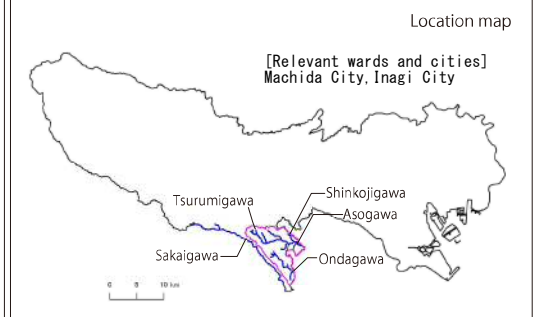 Location map
[Relevant wards and cities]
Machida City,Inagi City
Shinkojigawa
Tsurumigawa
Asogawa
Sakaigawa
Ondagawa
0 5 10 km